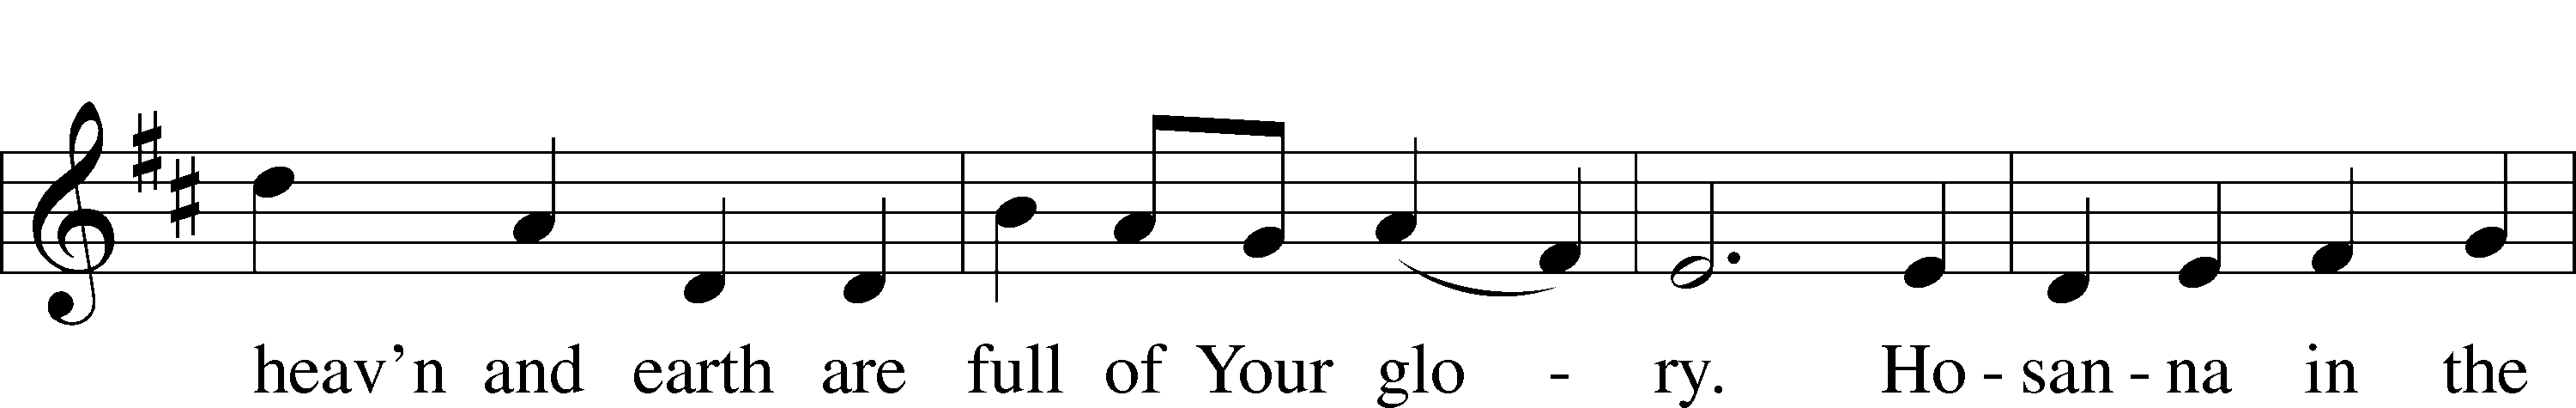 heav’n and earth are full of Your glo - ry. Ho - san - na in the